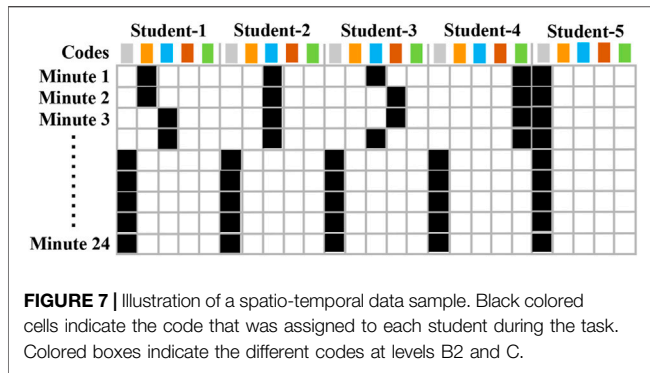 Student-1 Student-2 Student-3 Student-4 Student-5
Codes
Minute 1
Minute 2
Minute 3
Minute 24
FIGURE 7 | Illustration of a spatio-temporal data sample. Black colored
cells indicate the code that was assigned to each student during the task.
Colored boxes indicate the different codes at levels B2 and C.